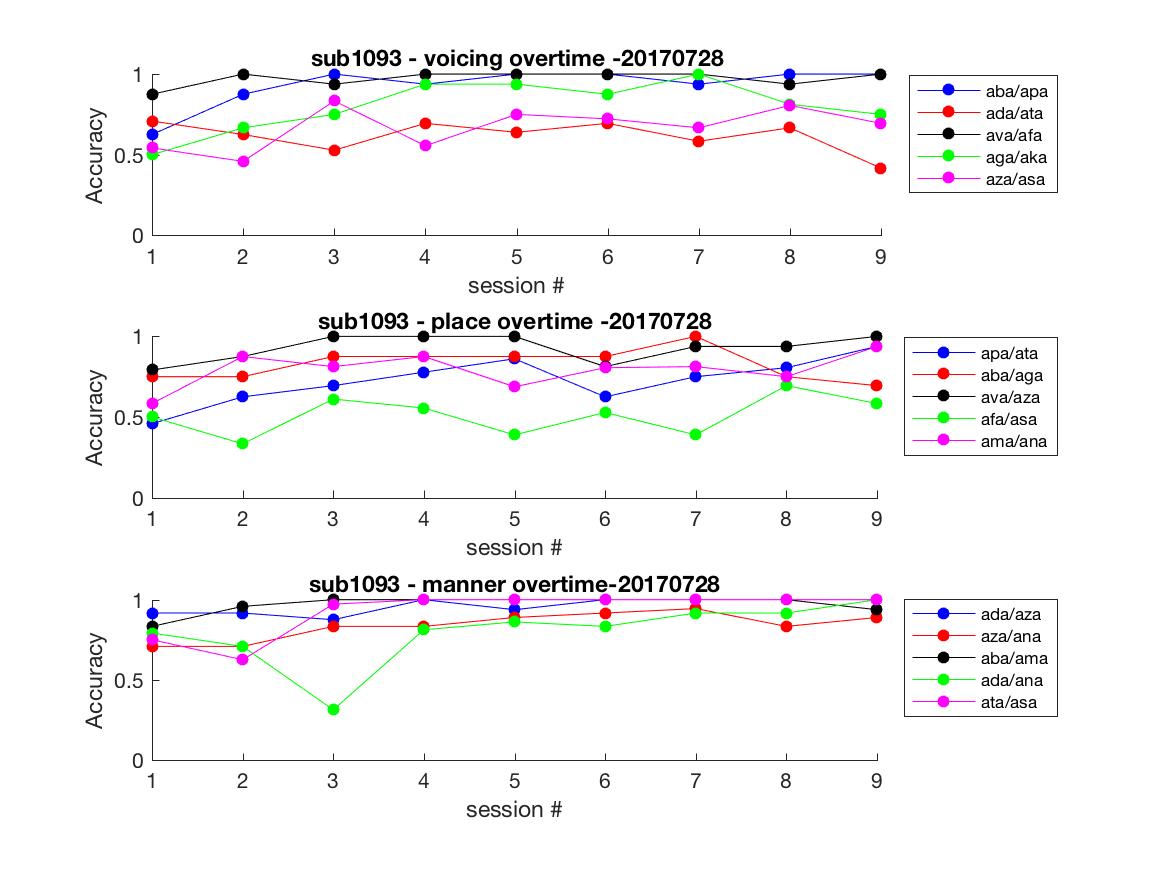 sub1093 - voicing overtime -20170728
1
0.5
0
Accuracy
1 2 3 4 5 6 7 8 9
session #
aba/apa
ada/ata
ava/afa
aga/aka
aza/asa
sub1093 - place overtime -20170728
1
0.5
0
Accuracy
1 2 3 4 5 6 7 8 9
session #
apa/ata
aba/aga
ava/aza
afa/asa
ama/ana
sub1093 - manner overtime-20170728
1
0.5
0
Accuracy
1 2 3 4 5 6 7 8 9
session #
ada/aza
aza/ana
aba/ama
ada/ana
ata/asa